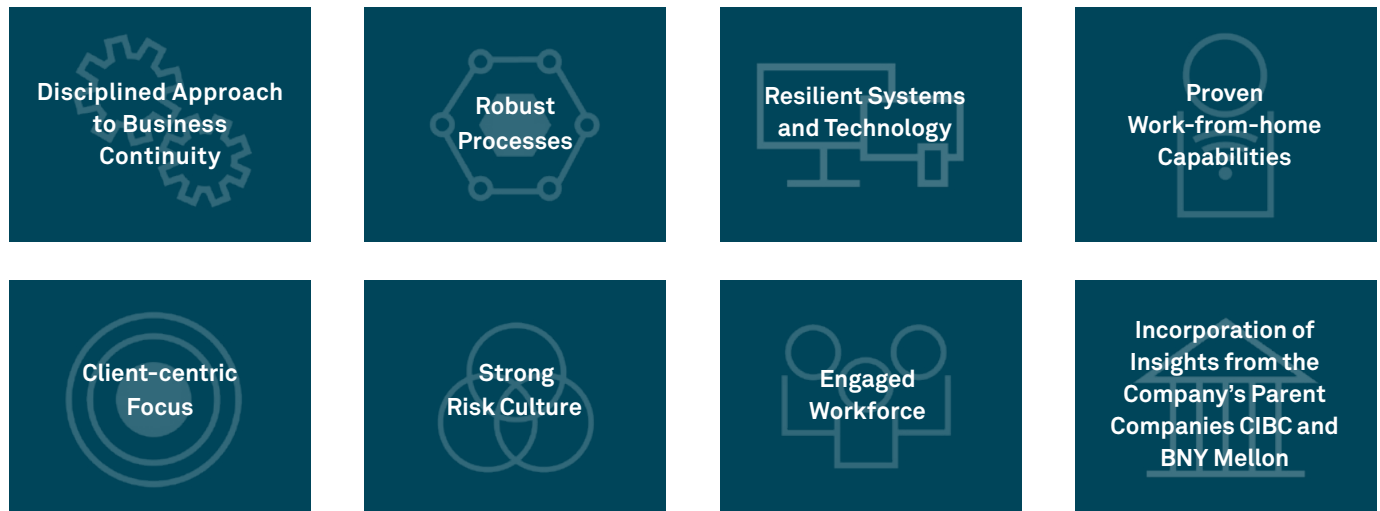 Disciplined Approach
to Business
Continuity
Robust
Processes
Resilient Systems
and Technology
Proven
Work-from-home
Capabilities
Client-centric
Focus
Strong
Risk Culture
Engaged
Workforce
Incorporation of
Insights from the
Company’s Parent
Companies CIBC and
BNY Mellon